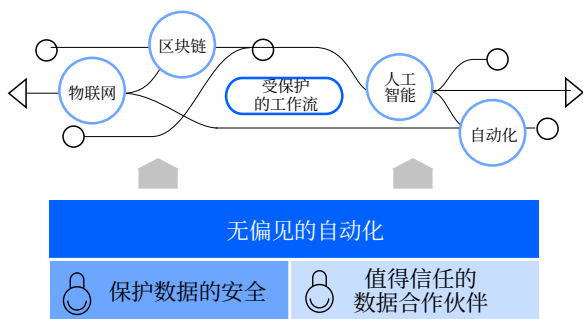 区块链
物联网
受保护
的工作流
人工
智能
自动化
无偏见的自动化
保护数据的安全
值得信任的
数据合作伙伴